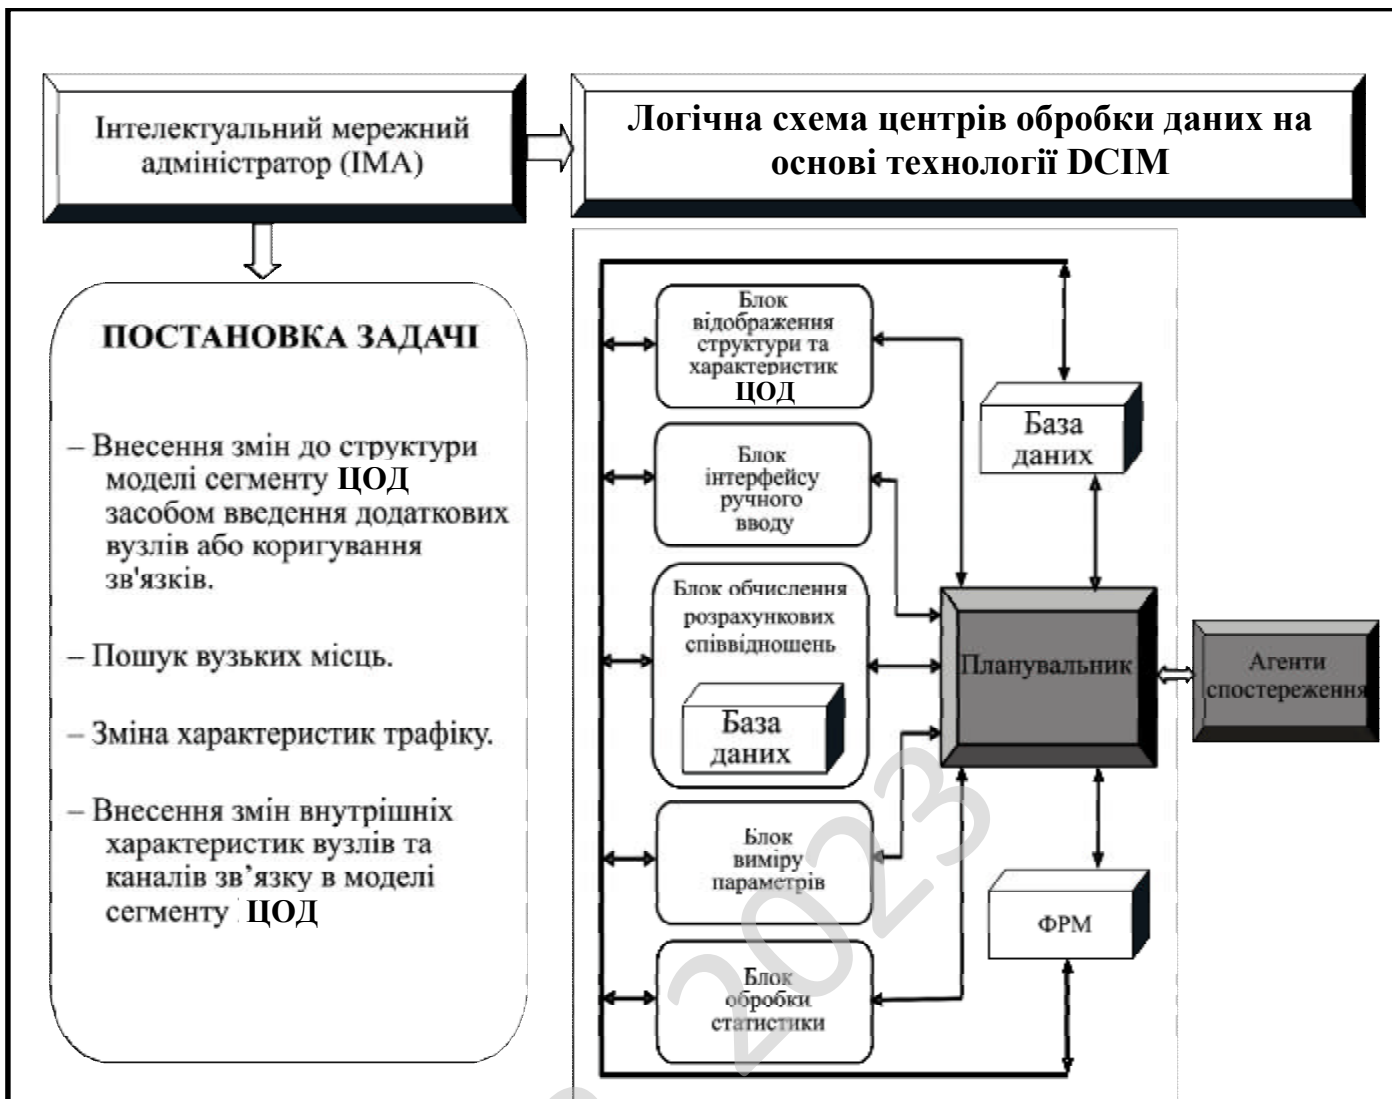 Інтелектуальний мережний
адміністратор (ІМА)
Логічна схема центрів обробки даних на
основі технології DCIM
ПОСТАНОВКА ЗАДАЧІ
– Внесення змін до структури
моделі сегменту ЦОД
засобом введення додаткових
вузлів або коригування
зв'язків.
– Пошук вузьких місць.
– Зміна характеристик трафіку.
– Внесення змін внутрішніх
характеристик вузлів та
каналів зв’язку в моделі
сегменту ЦОД
Блок
відображення
структури та
характеристик
ЦОД
Блок
інтерфейсу
ручного
вводу
Блок обчислення
розрахункових
співвідношень
База
даних
Блок
виміру
параметрів
Блок
обробки
статистики
База
даних
Планувальник
Агенти
спостереження
ФРМ
2023